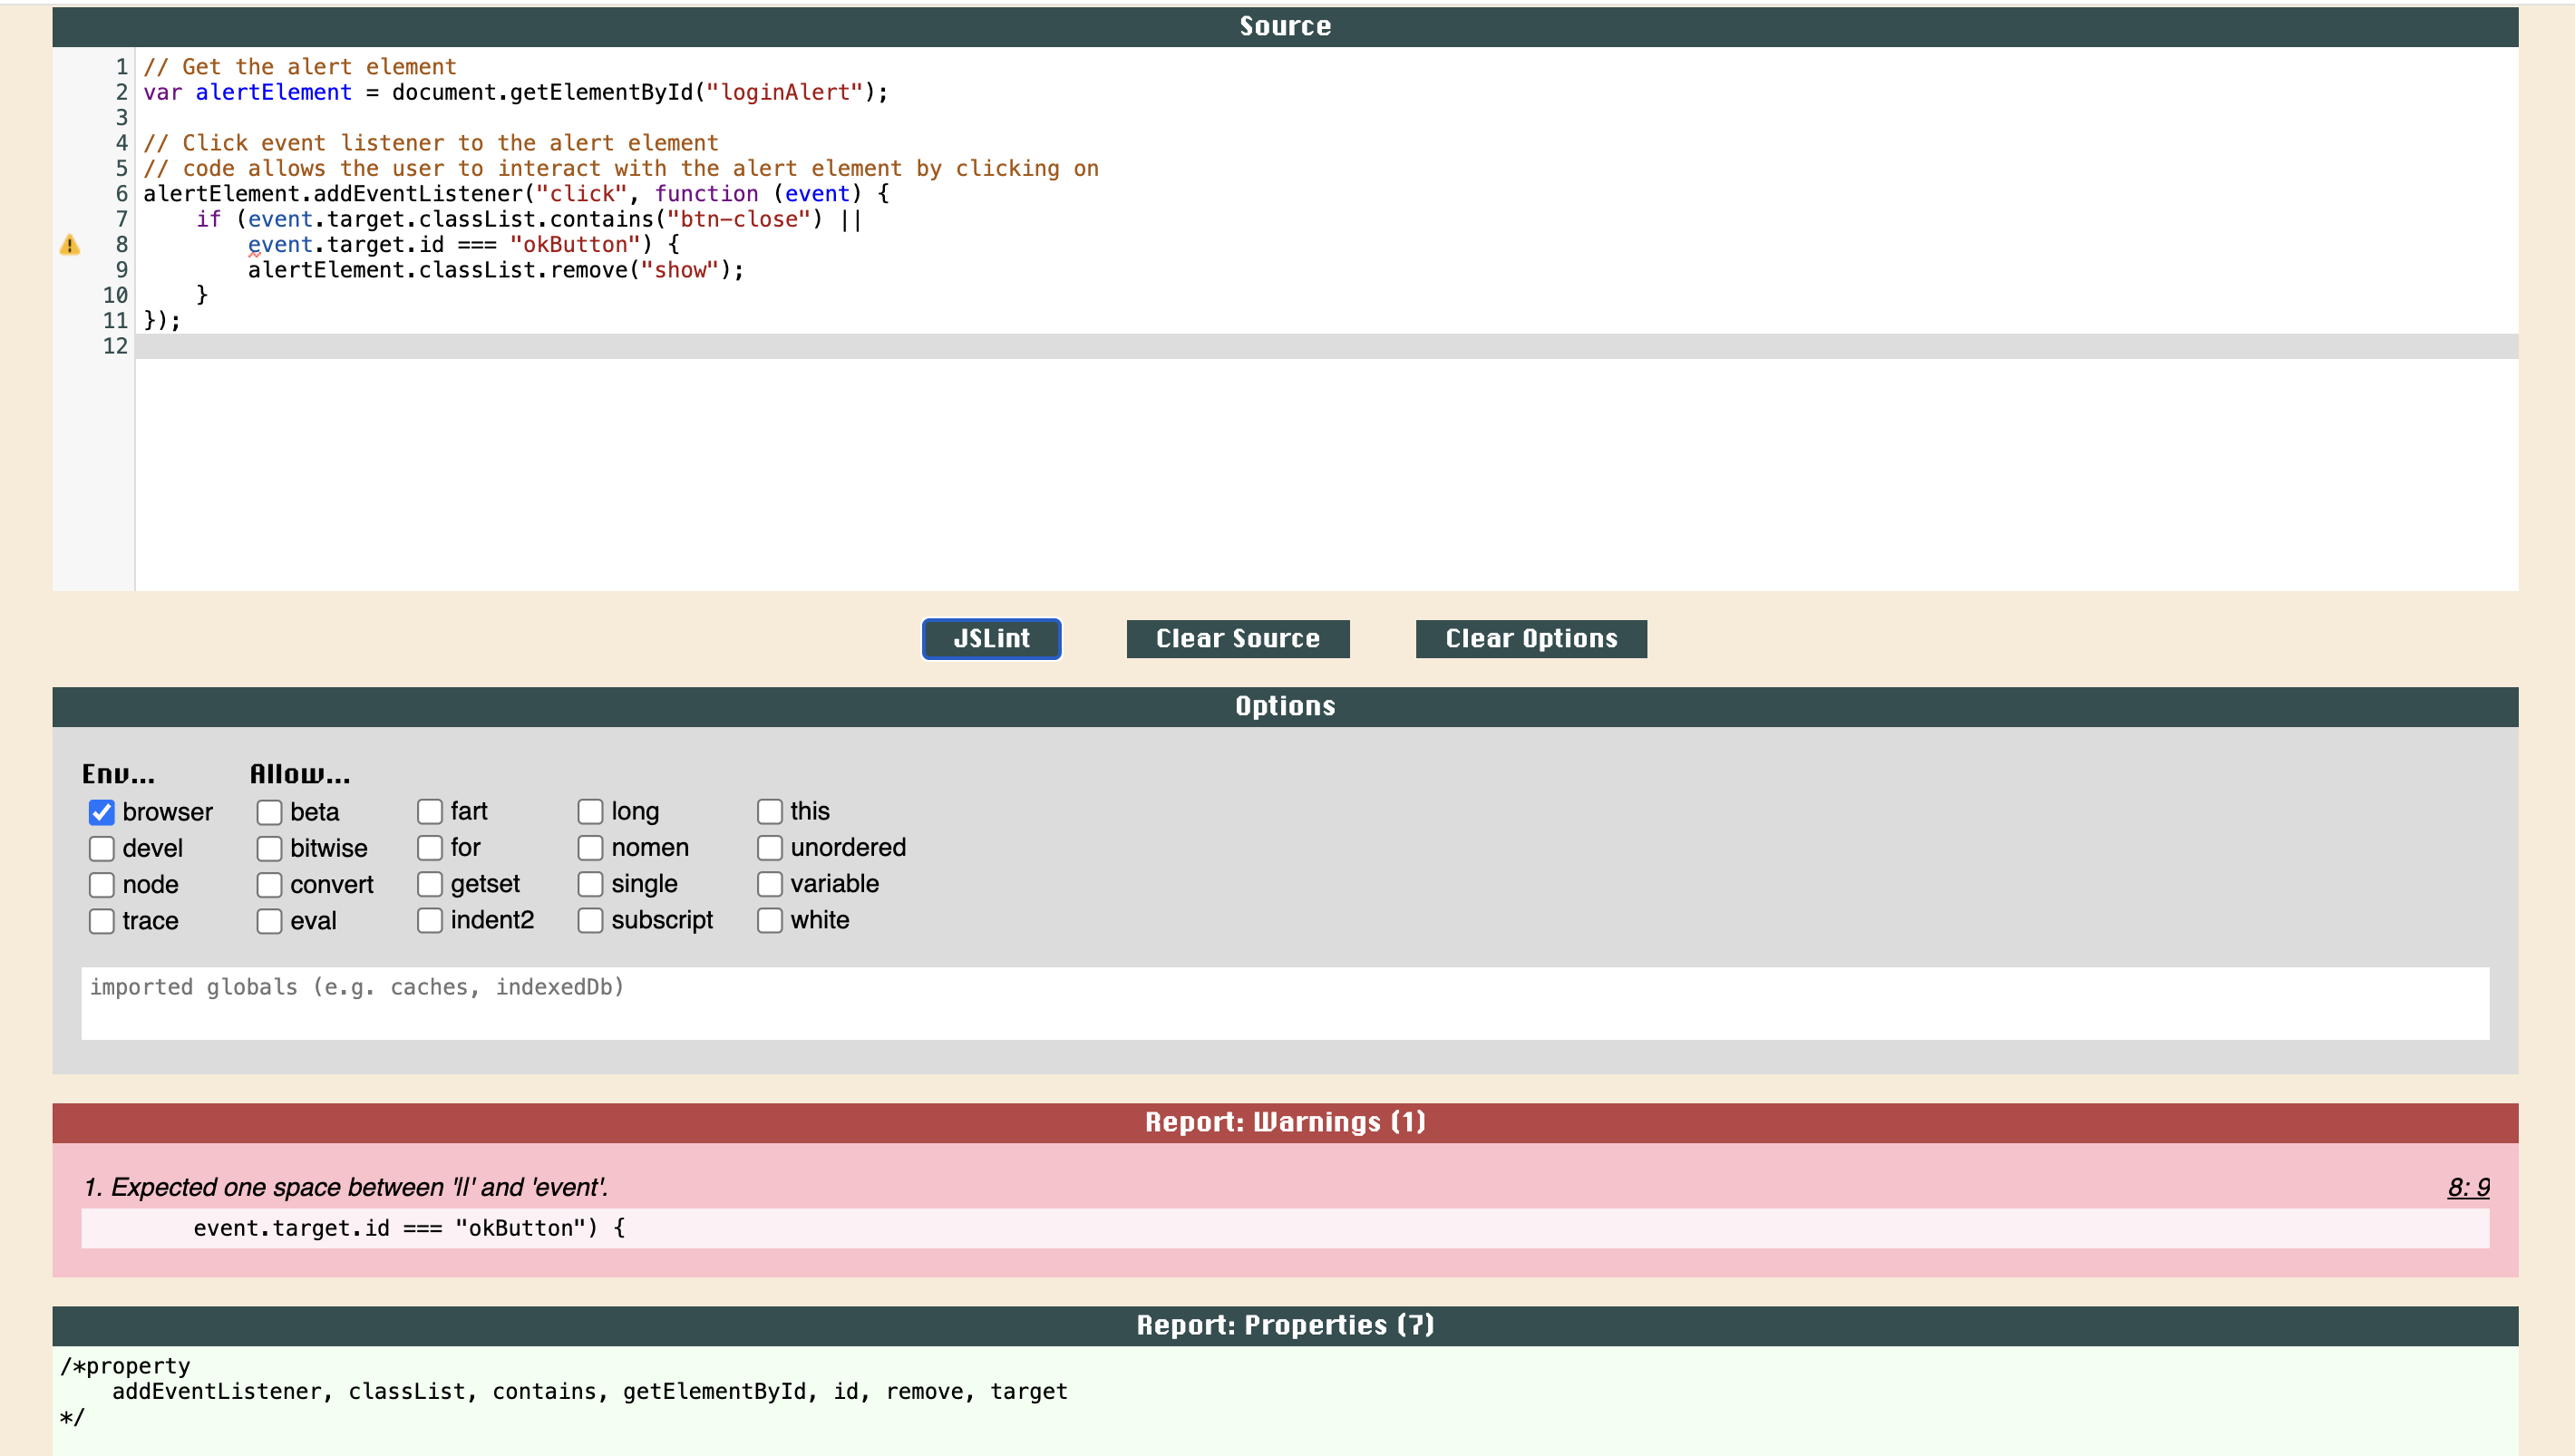 Source
1 // Get the alert element
2 var alertElement = document.getElementById("loginAlert");
3
4 // Click event listener to the alert element
5 // code allows the user to interact with the alert element by clicking on
6 alertElement.addEventListener("click", function (event) {
7     if (event.target.classList.contains("btn-close") ||
8         event.target.id === "okButton") {
9         alertElement.classList.remove("show");
10     }
11 });
12
JSLint Clear Source Clear Options
Options
Env... Allow...
browser beta fart long this
devel bitwise for nomen unordered
node convert getset single variable
trace eval indent2 subscript white
imported globals (e.g. caches, indexedDb)
Report: Warnings (1)
1. Expected one space between '||' and 'event'. 8: 9
event.target.id === "okButton") {
Report: Properties (7)
/*property
    addEventListener, classList, contains, getElementById, id, remove, target
*/